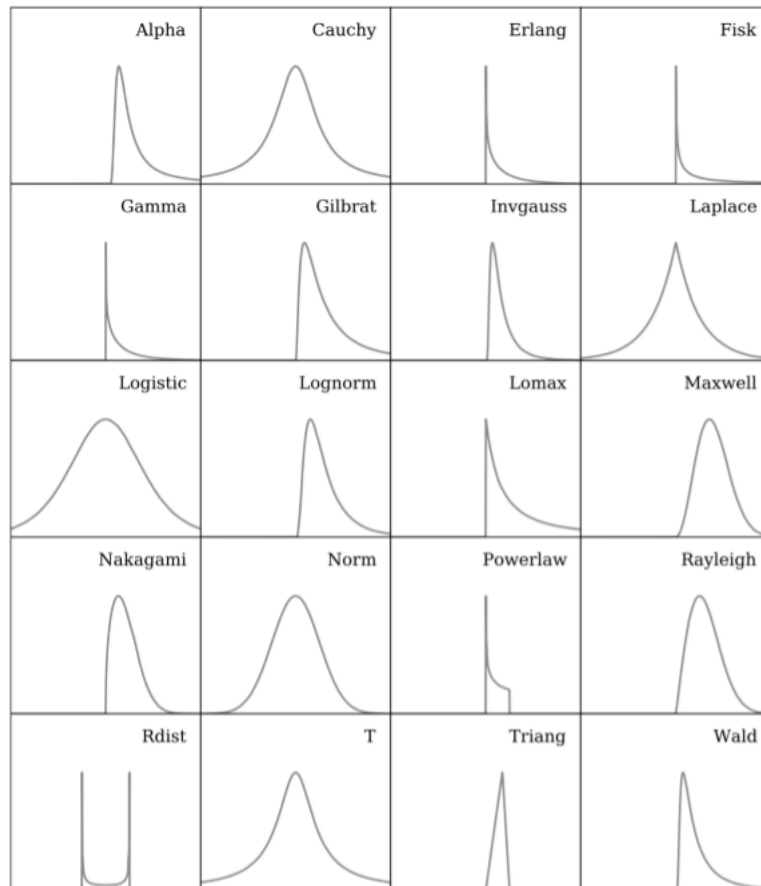 Alpha
Cauchy
Erlang
Fisk
Gamma
Gilbrat
Invgauss
Laplace
Logistic
Lognorm
Lomax
Maxwell
Nakagami
Norm
Powerlaw
Rayleigh
Rdist
T
Triang
Wald